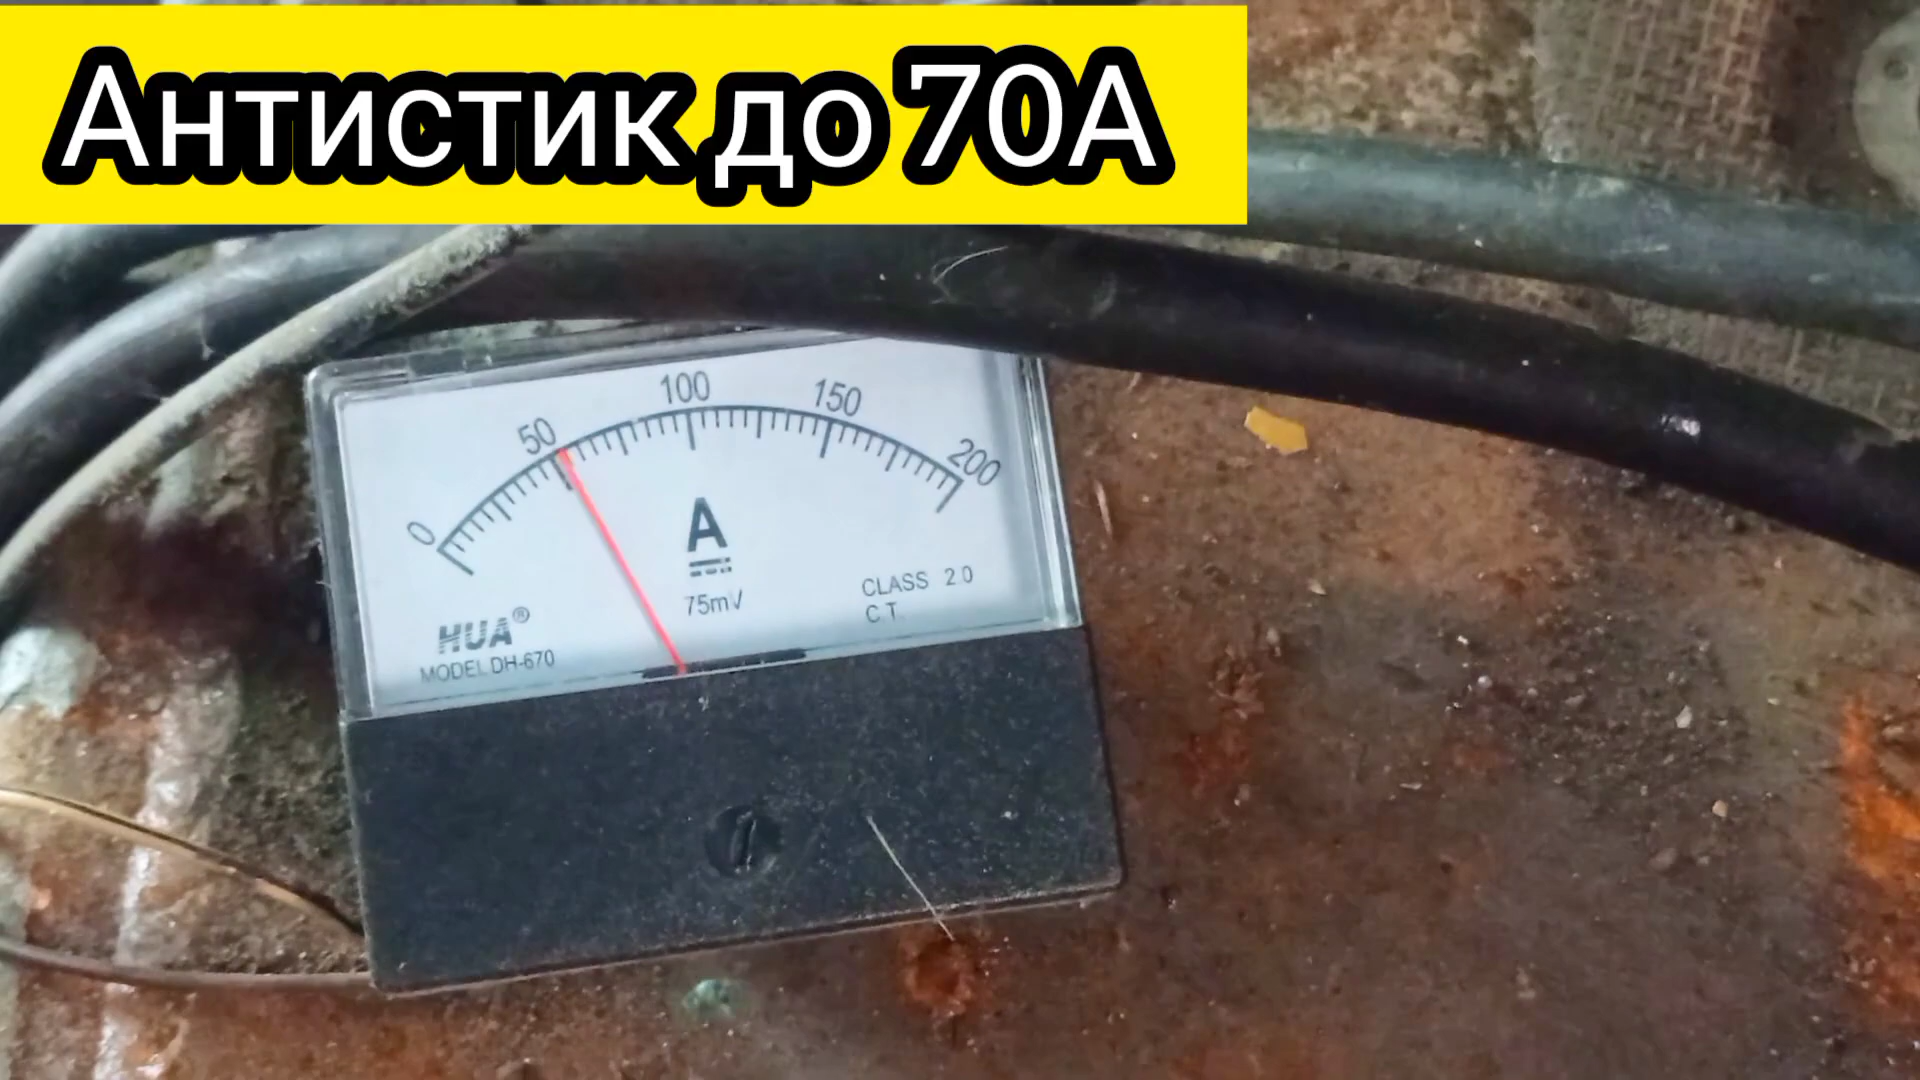 Антистик до 70А
0 50 100 150 200
A
75mV
CLASS 2.0
C.T.
HUA®
MODEL DH-670